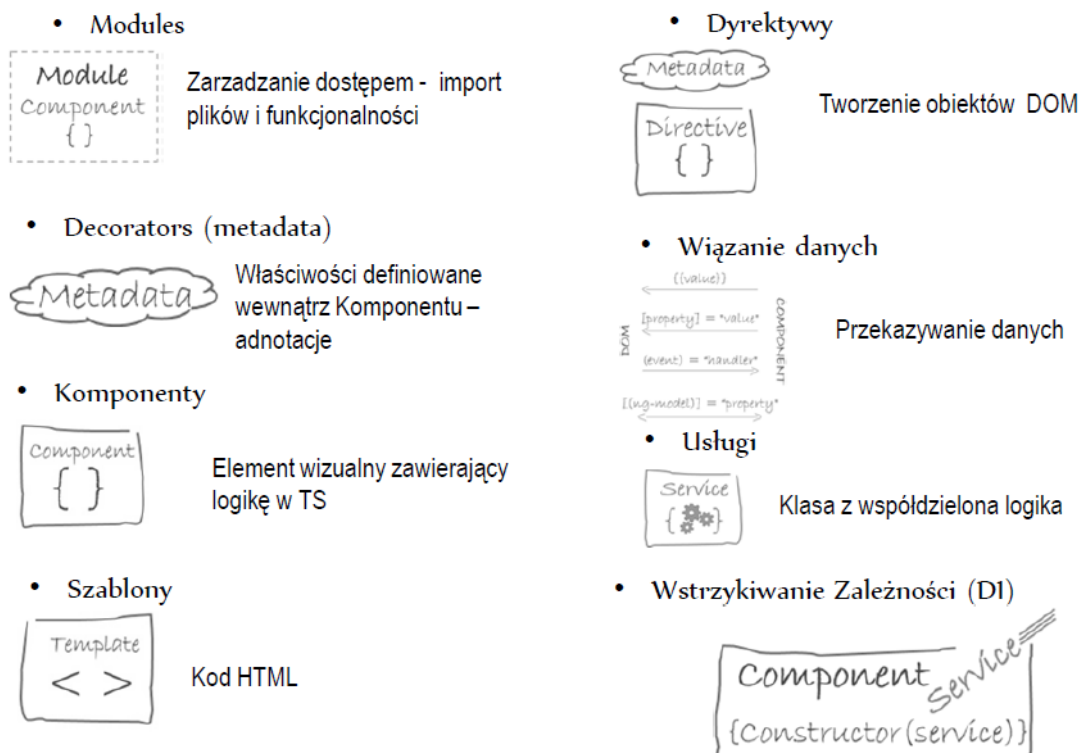 • Modules
Module
Component
{ }
Zarzadzanie dostępem - import
plików i funkcjonalności
• Decorators (metadata)
Metadata
Właściwości definiowane
wewnątrz Komponentu –
adnotacje
• Komponenty
Component
{ }
Element wizualny zawierający
logikę w TS
• Szablony
Template
< >
Kod HTML
• Dyrektywy
Metadata
Directive
{ }
Tworzenie obiektów DOM
• Wiązanie danych
{{value}}
[property] = "value"
(event) = "handler"
[(ng-model)] = "property"
DOM
COMPONENT
Przekazywanie danych
• Usługi
Service
{ }
Klasa z współdzielona logika
• Wstrzykiwanie Zależności (DI)
Component
Service
{Constructor(service)}